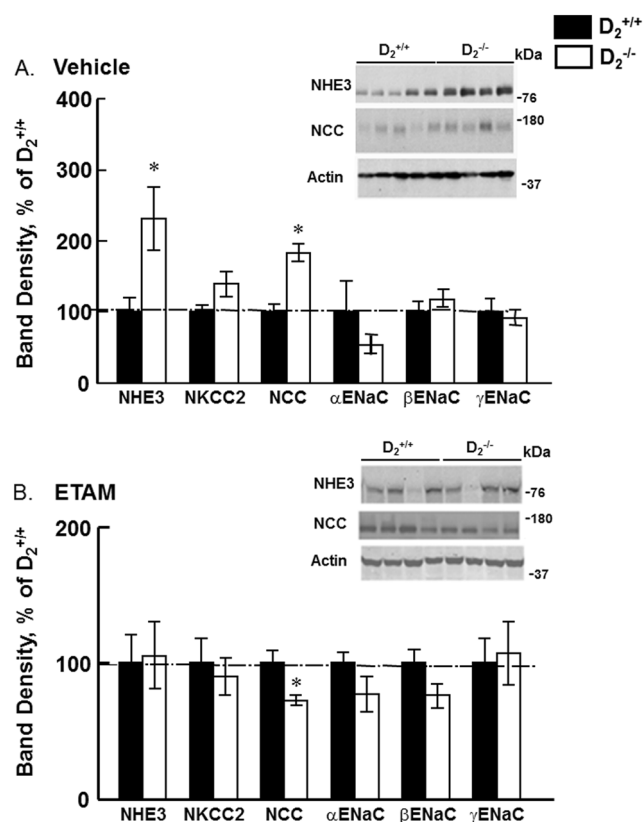 D₂⁺/⁺
D₂⁻/⁻
A. Vehicle
D₂⁺/⁺ D₂⁻/⁻ kDa
NHE3 -76
-180
NCC
Actin -37
Band Density, % of D₂⁺/⁺
400
300
200
100
0
* *
NHE3 NKCC2 NCC αENaC βENaC γENaC
B. ETAM
D₂⁺/⁺ D₂⁻/⁻ kDa
NHE3 -76
-180
NCC
Actin -37
Band Density, % of D₂⁺/⁺
200
100
0
*
NHE3 NKCC2 NCC αENaC βENaC γENaC